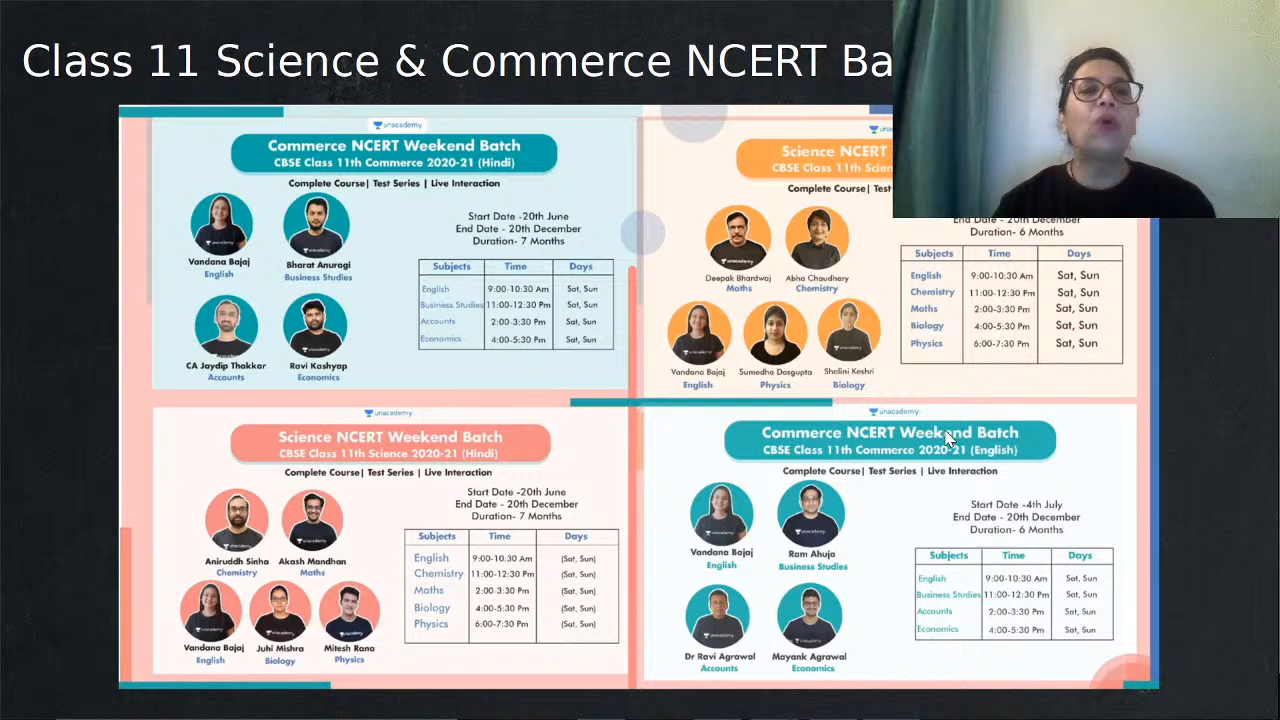 Class 11 Science & Commerce NCERT Ba
unacademy
Commerce NCERT Weekend Batch
CBSE Class 11th Commerce 2020-21 (Hindi)
Complete Course| Test Series | Live Interaction
Vandana Bajaj
English
Bharat Anuragi
Business Studies
CA Jaydip Thakkar
Accounts
Ravi Kashyap
Economics
Start Date -20th June
End Date - 20th December
Duration- 7 Months
Subjects Time Days
English 9:00-10:30 Am Sat, Sun
Business Studies 11:00-12:30 Pm Sat, Sun
Accounts 2:00-3:30 Pm Sat, Sun
Economics 4:00-5:30 Pm Sat, Sun
Science NCERT
CBSE Class 11th Scien
Complete Course| Test
Deepak Bhardwaj
Maths
Abha Chaudhary
Chemistry
Vandana Bajaj
English
Sumedha Dasgupta
Physics
Shalini Keshri
Biology
End Date - 20th December
Duration- 6 Months
Subjects Time Days
English 9:00-10:30 Am Sat, Sun
Chemistry 11:00-12:30 Pm Sat, Sun
Maths 2:00-3:30 Pm Sat, Sun
Biology 4:00-5:30 Pm Sat, Sun
Physics 6:00-7:30 Pm Sat, Sun
unacademy
Science NCERT Weekend Batch
CBSE Class 11th Science 2020-21 (Hindi)
Complete Course| Test Series | Live Interaction
Aniruddh Sinha
Chemistry
Akash Mandhan
Maths
Vandana Bajaj
English
Juhi Mishra
Biology
Mitesh Rana
Physics
Start Date -20th June
End Date - 20th December
Duration- 7 Months
Subjects Time Days
English 9:00-10:30 Am (Sat, Sun)
Chemistry 11:00-12:30 Pm (Sat, Sun)
Maths 2:00-3:30 Pm (Sat, Sun)
Biology 4:00-5:30 Pm (Sat, Sun)
Physics 6:00-7:30 Pm (Sat, Sun)
unacademy
Commerce NCERT Weekend Batch
CBSE Class 11th Commerce 2020-21 (English)
Complete Course| Test Series | Live Interaction
Vandana Bajaj
English
Ram Ahuja
Business Studies
Dr Ravi Agrawal
Accounts
Mayank Agrawal
Economics
Start Date -4th July
End Date - 20th December
Duration- 6 Months
Subjects Time Days
English 9:00-10:30 Am Sat, Sun
Business Studies 11:00-12:30 Pm Sat, Sun
Accounts 2:00-3:30 Pm Sat, Sun
Economics 4:00-5:30 Pm Sat, Sun